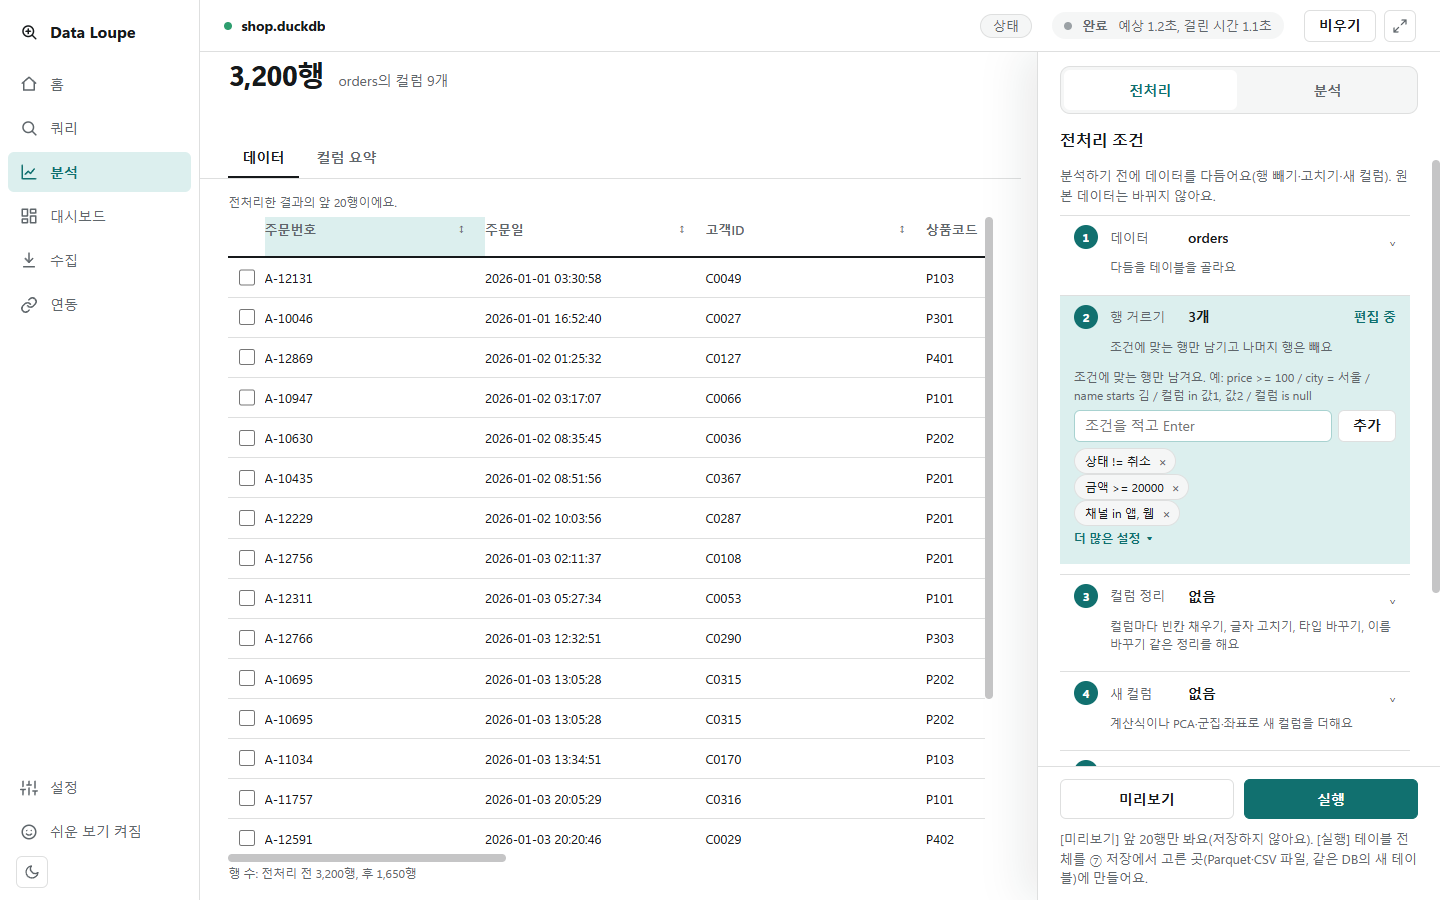 Data Loupe
홈
쿼리
분석
대시보드
수집
연동
설정
쉬운 보기 켜짐
shop.duckdb
상태
완료 예상 1.2초, 걸린 시간 1.1초
비우기
3,200행 orders의 컬럼 9개
데이터 컬럼 요약
전처리한 결과의 앞 20행이에요.
주문번호 ↕ 주문일 ↕ 고객ID ↕ 상품코드
A-12131 2026-01-01 03:30:58 C0049 P103
A-10046 2026-01-01 16:52:40 C0027 P301
A-12869 2026-01-02 01:25:32 C0127 P401
A-10947 2026-01-02 03:17:07 C0066 P101
A-10630 2026-01-02 08:35:45 C0036 P202
A-10435 2026-01-02 08:51:56 C0367 P201
A-12229 2026-01-02 10:03:56 C0287 P201
A-12756 2026-01-03 02:11:37 C0108 P201
A-12311 2026-01-03 05:27:34 C0053 P101
A-12766 2026-01-03 12:32:51 C0290 P303
A-10695 2026-01-03 13:05:28 C0315 P202
A-10695 2026-01-03 13:05:28 C0315 P202
A-11034 2026-01-03 13:34:51 C0170 P103
A-11757 2026-01-03 20:05:29 C0316 P101
A-12591 2026-01-03 20:20:46 C0029 P402
행 수: 전처리 전 3,200행, 후 1,650행
전처리 분석
전처리 조건
분석하기 전에 데이터를 다듬어요(행 빼기·고치기·새 컬럼). 원
본 데이터는 바뀌지 않아요.
1 데이터 orders
다듬을 테이블을 골라요
2 행 거르기 3개 편집 중
조건에 맞는 행만 남기고 나머지 행은 빼요
조건에 맞는 행만 남겨요. 예: price >= 100 / city = 서울 /
name starts 김 / 컬럼 in 값1, 값2 / 컬럼 is null
조건을 적고 Enter 추가
상태 != 취소 ×
금액 >= 20000 ×
채널 in 앱, 웹 ×
더 많은 설정 ▾
3 컬럼 정리 없음
컬럼마다 빈칸 채우기, 글자 고치기, 타입 바꾸기, 이름
바꾸기 같은 정리를 해요
4 새 컬럼 없음
계산식이나 PCA·군집·좌표로 새 컬럼을 더해요
미리보기 실행
[미리보기] 앞 20행만 봐요(저장하지 않아요). [실행] 테이블 전
체를 ⑦ 저장에서 고른 곳(Parquet·CSV 파일, 같은 DB의 새 테이
블)에 만들어요.